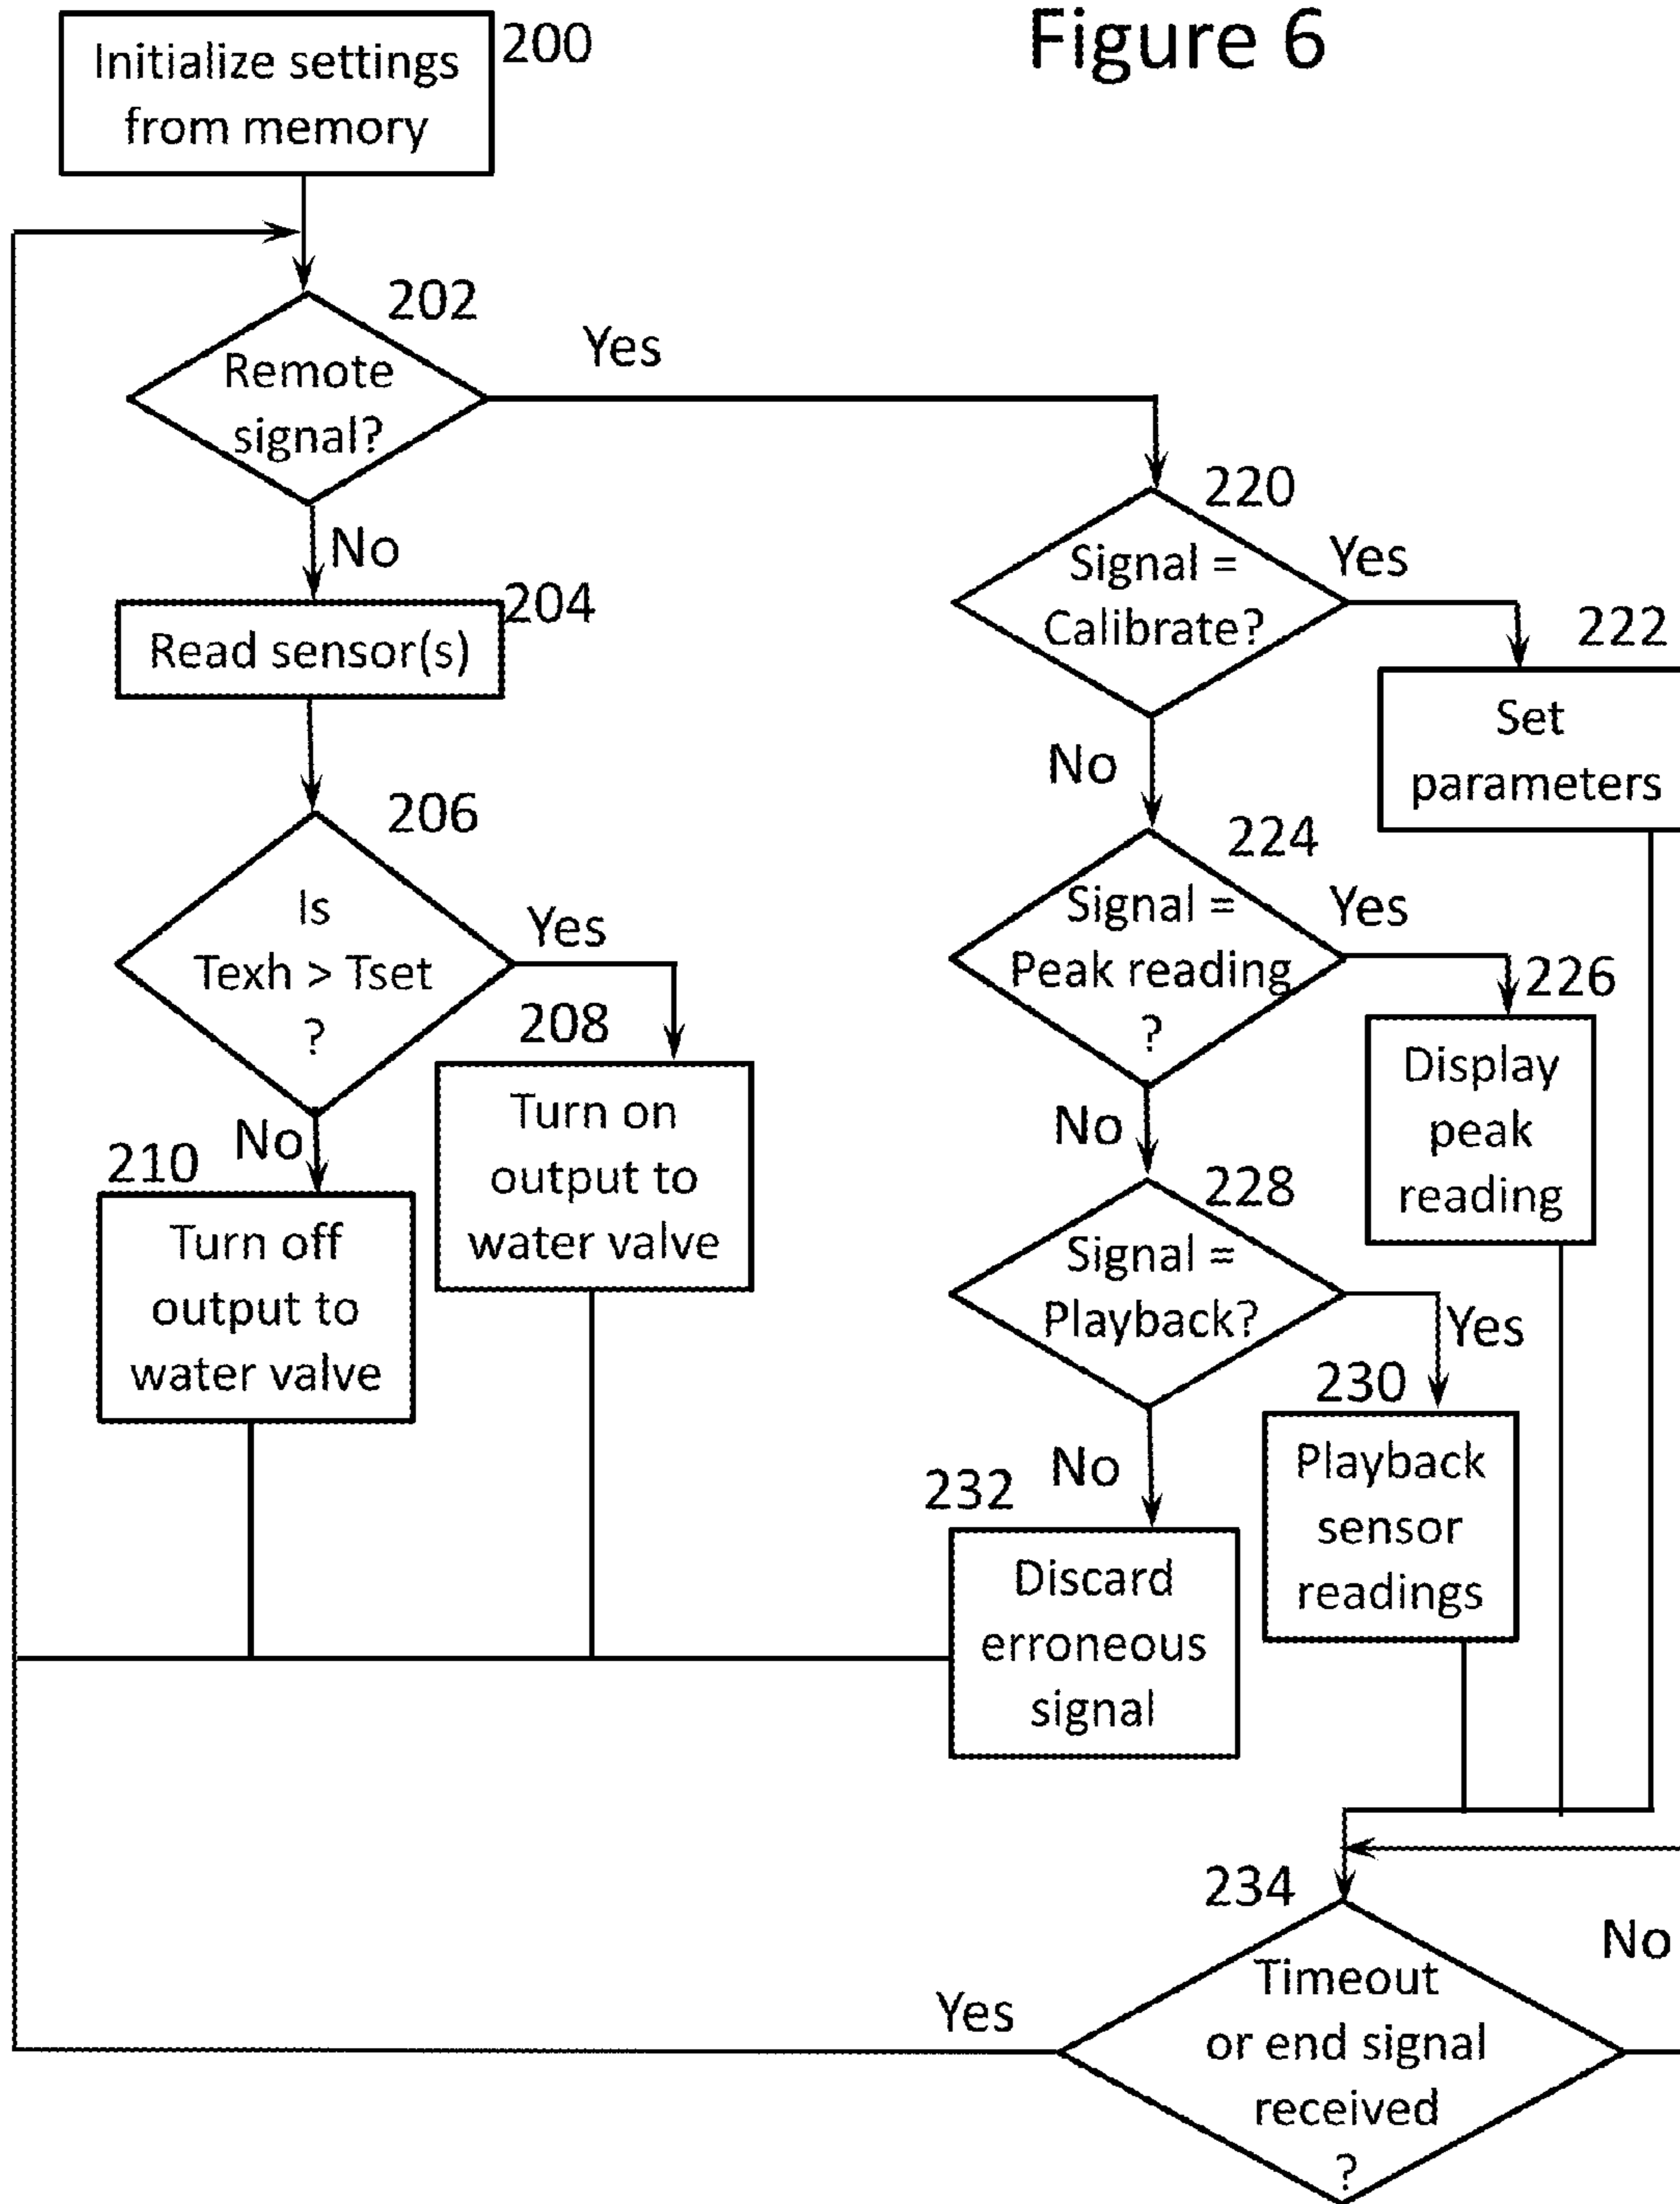 Figure 6
Initialize settings
from memory
200
202
Remote
signal?
Yes
No
204
Read sensor(s)
206
Is
Texh > Tset
?
Yes
208
Turn on
output to
water valve
No
210
Turn off
output to
water valve
220
Signal =
Calibrate?
Yes
222
Set
parameters
No
224
Signal =
Peak reading
?
Yes
226
Display
peak
reading
No
228
Signal =
Playback?
Yes
230
Playback
sensor
readings
No
232
Discard
erroneous
signal
234
Timeout
or end signal
received
?
Yes
No